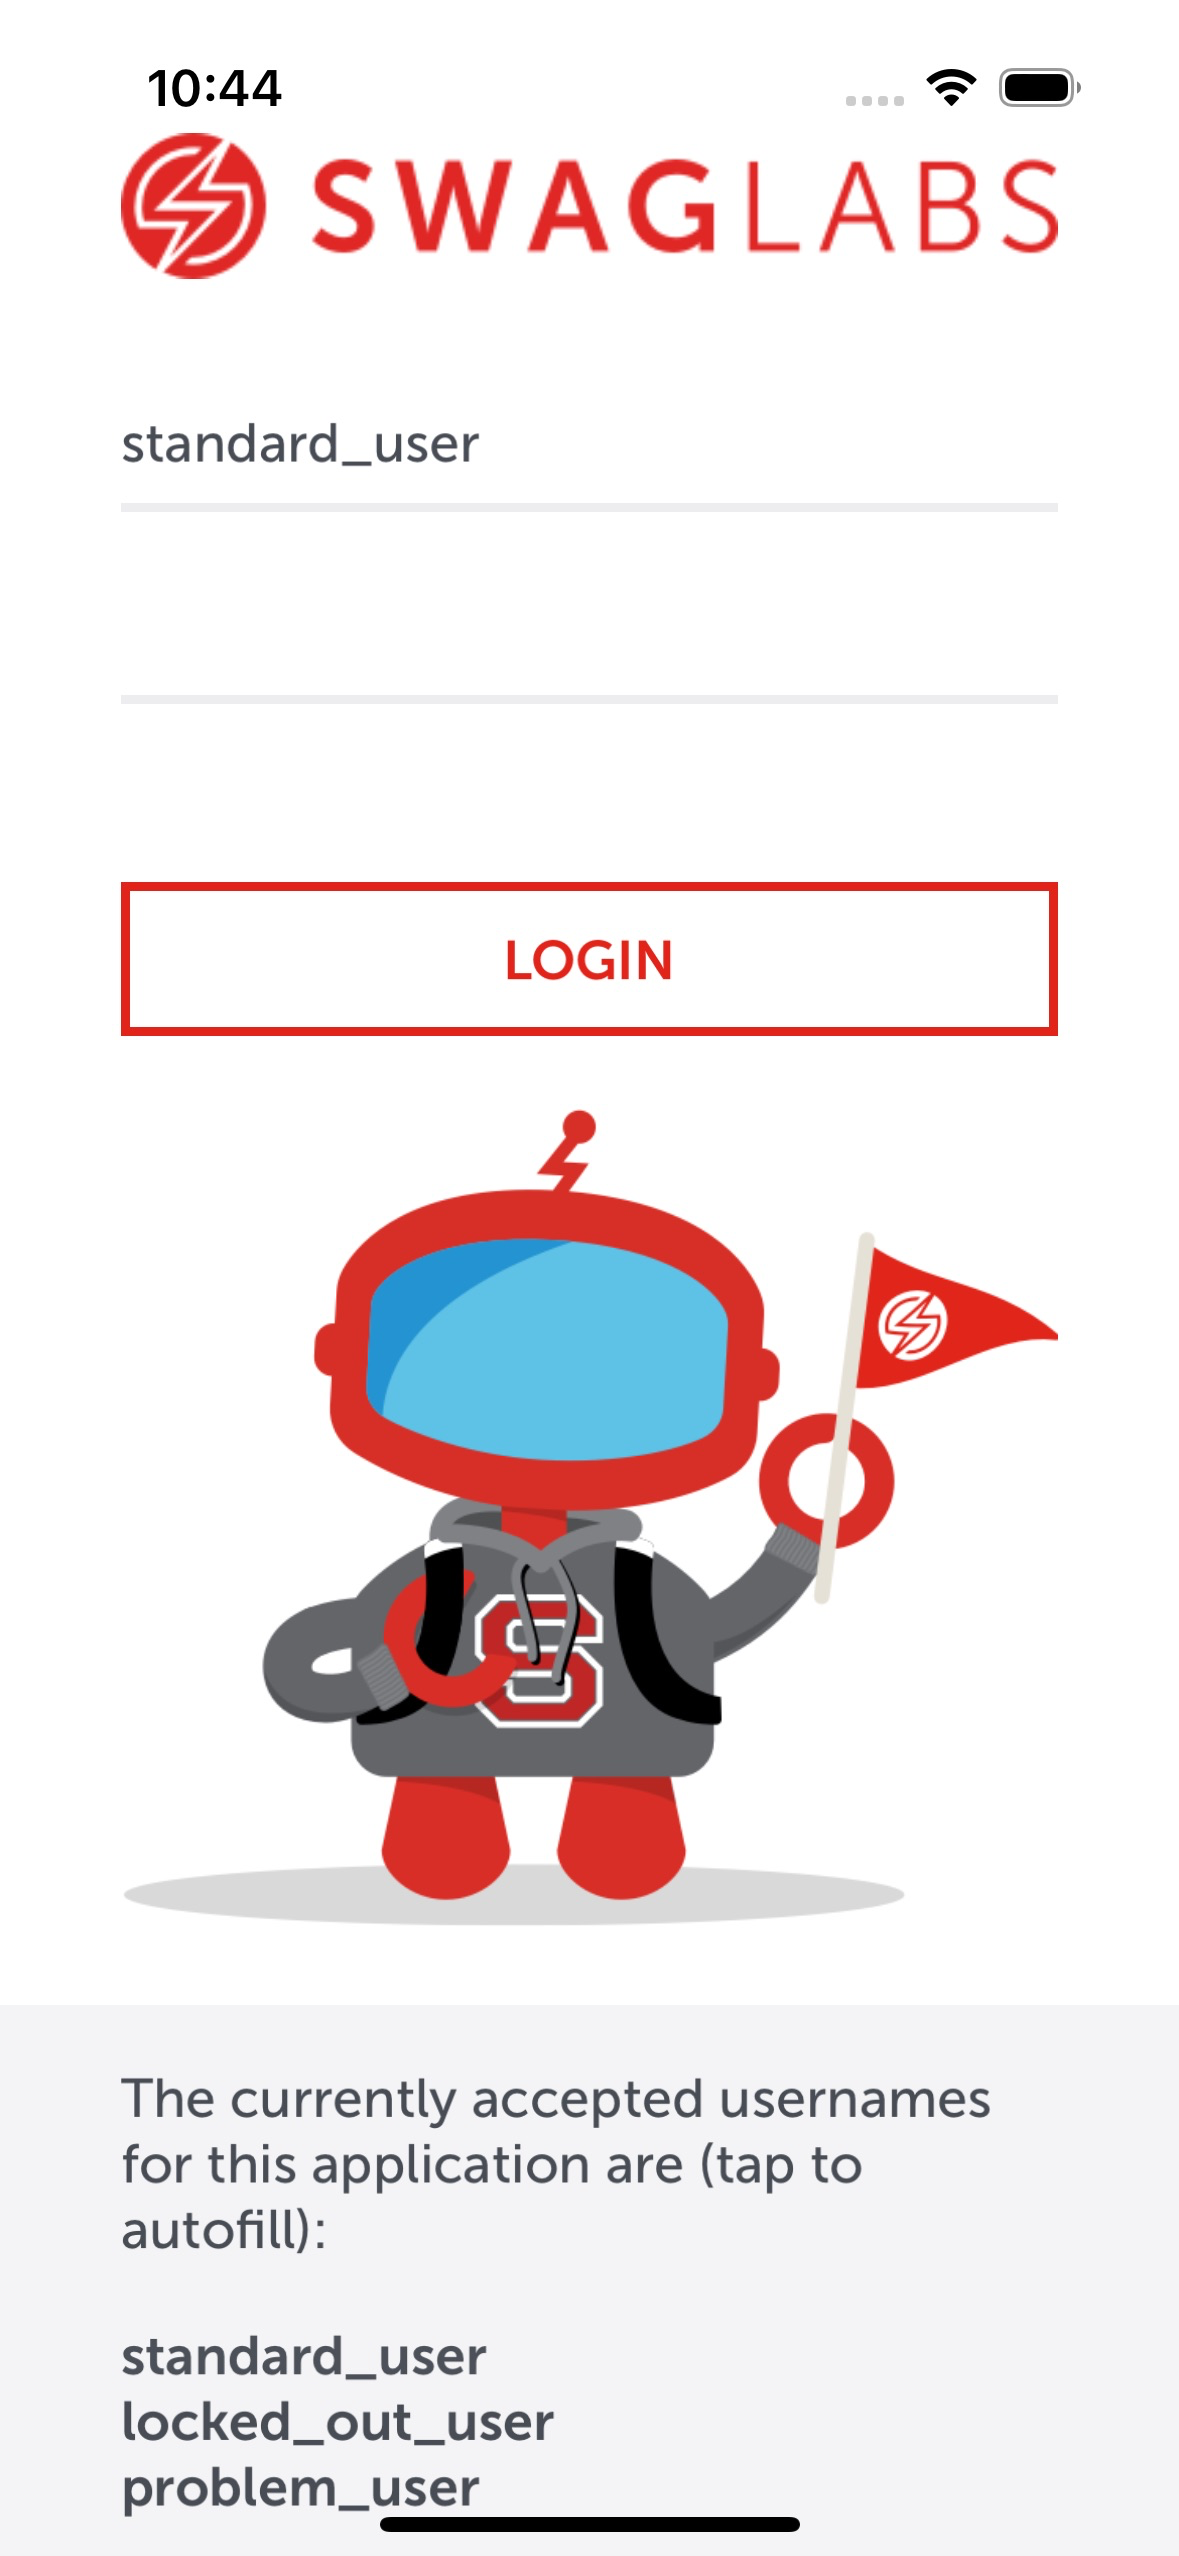 10:44
SWAGLABS
standard_user
LOGIN
S
The currently accepted usernames
for this application are (tap to
autofill):
standard_user
locked_out_user
problem_user